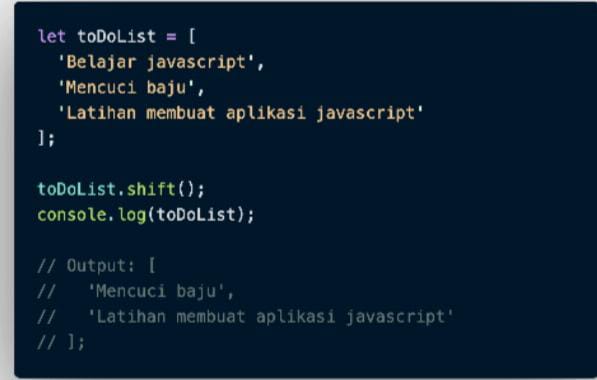 let toDoList = [
  'Belajar javascript',
  'Mencuci baju',
  'Latihan membuat aplikasi javascript'
];

toDoList.shift();
console.log(toDoList);

// Output: [
//   'Mencuci baju',
//   'Latihan membuat aplikasi javascript'
// ];